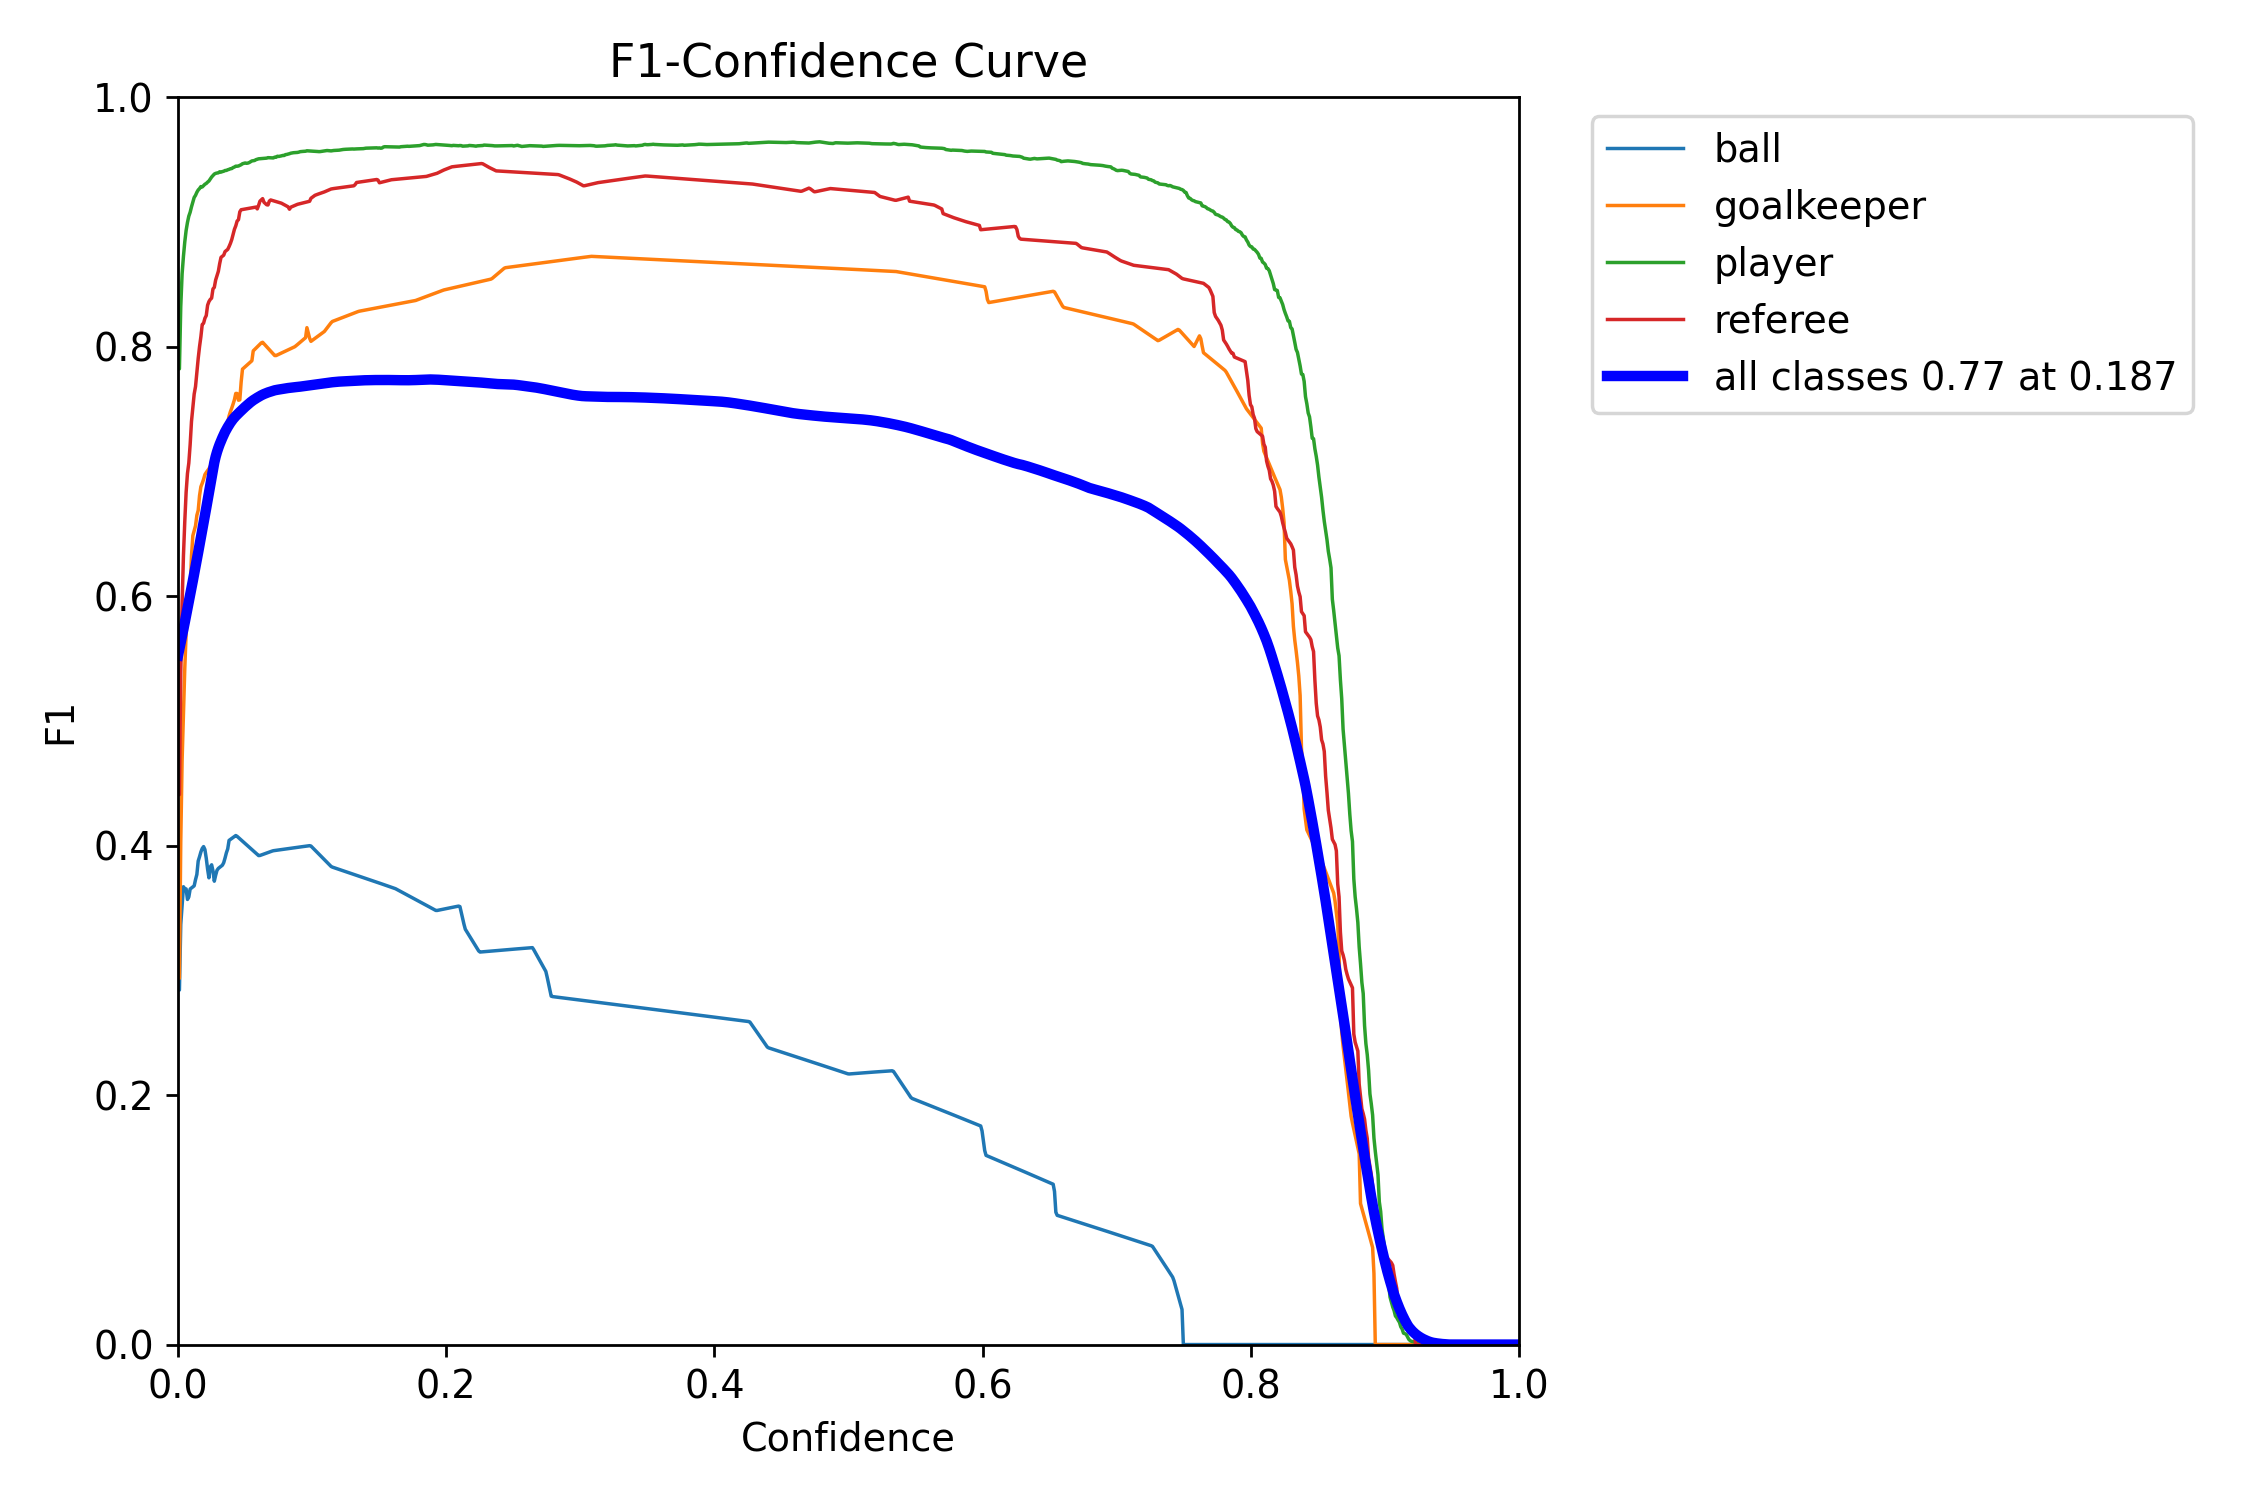 F1-Confidence Curve
1.0
0.8
0.6
0.4
0.2
0.0
F1
0.0 0.2 0.4 0.6 0.8 1.0
Confidence
ball
goalkeeper
player
referee
all classes 0.77 at 0.187